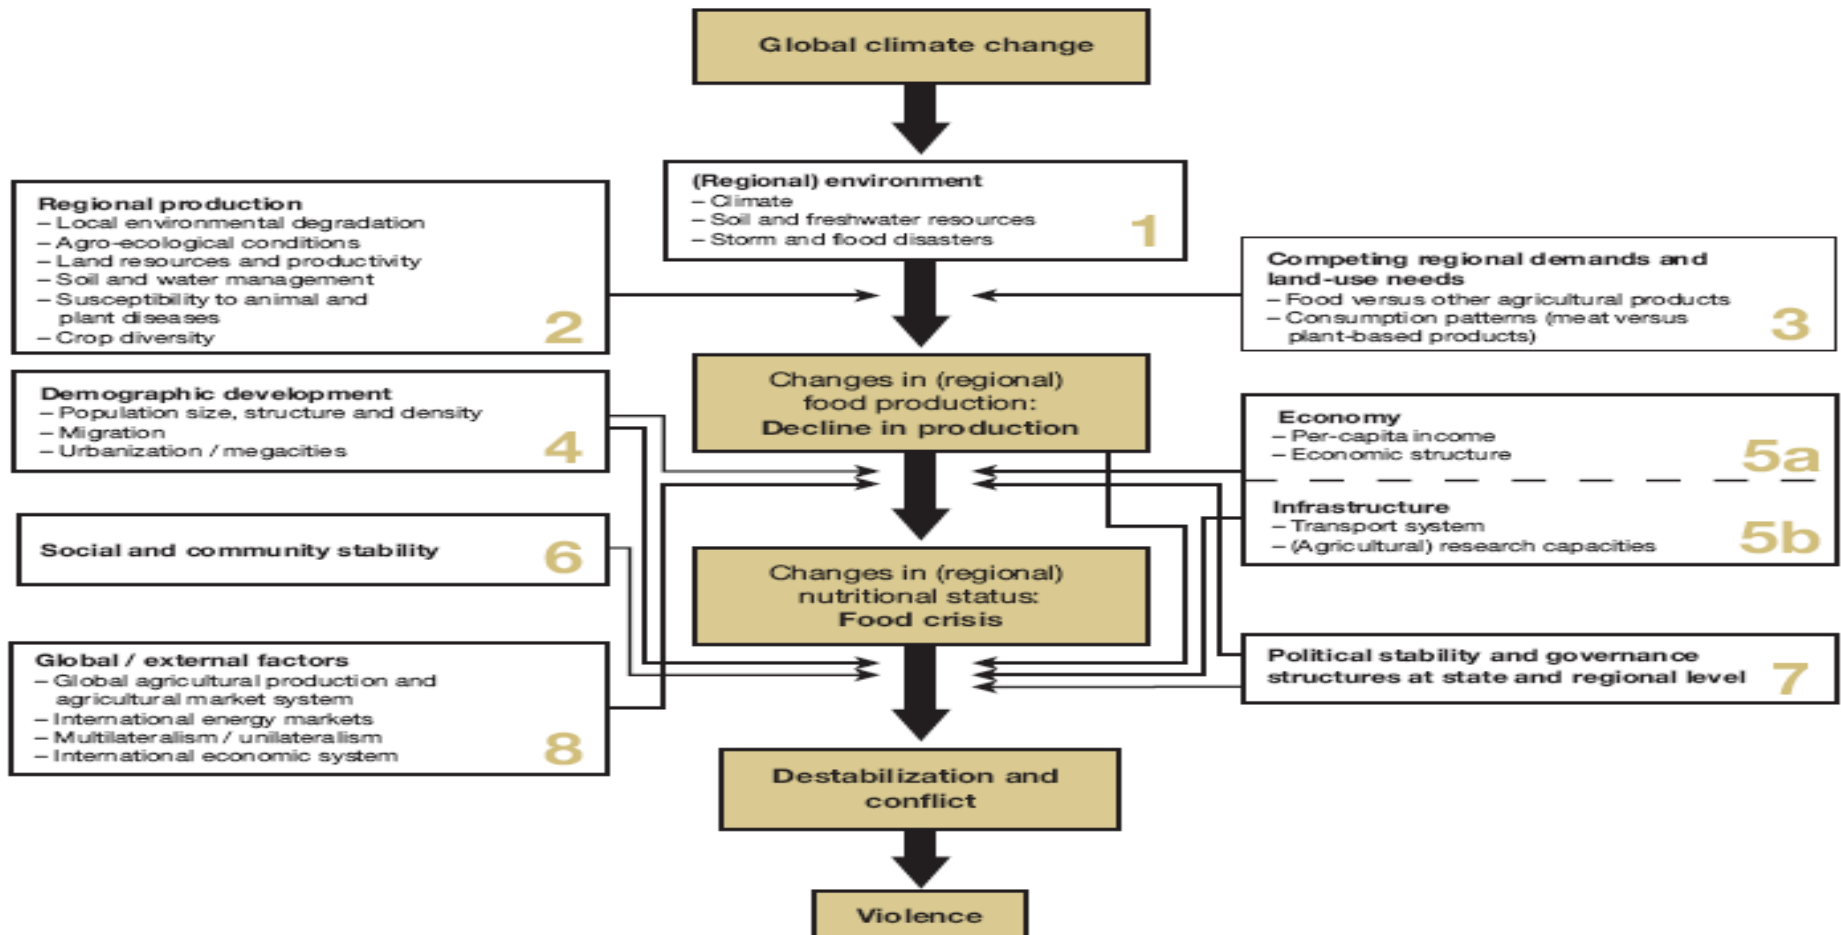 Global climate change
(Regional) environment
– Climate
– Soil and freshwater resources
– Storm and flood disasters
1
Regional production
– Local environmental degradation
– Agro-ecological conditions
– Land resources and productivity
– Soil and water management
– Susceptibility to animal and
plant diseases
– Crop diversity
2
Competing regional demands and
land-use needs
– Food versus other agricultural products
– Consumption patterns (meat versus
plant-based products)
3
Changes in (regional)
food production:
Decline in production
Demographic development
– Population size, structure and density
– Migration
– Urbanization / megacities
4
Economy
– Per-capita income
– Economic structure
5a
Infrastructure
– Transport system
– (Agricultural) research capacities
5b
Social and community stability
6
Changes in (regional)
nutritional status:
Food crisis
Political stability and governance
structures at state and regional level
7
Global / external factors
– Global agricultural production and
agricultural market system
– International energy markets
– Multilateralism / unilateralism
– International economic system
8
Destabilization and
conflict
Violence